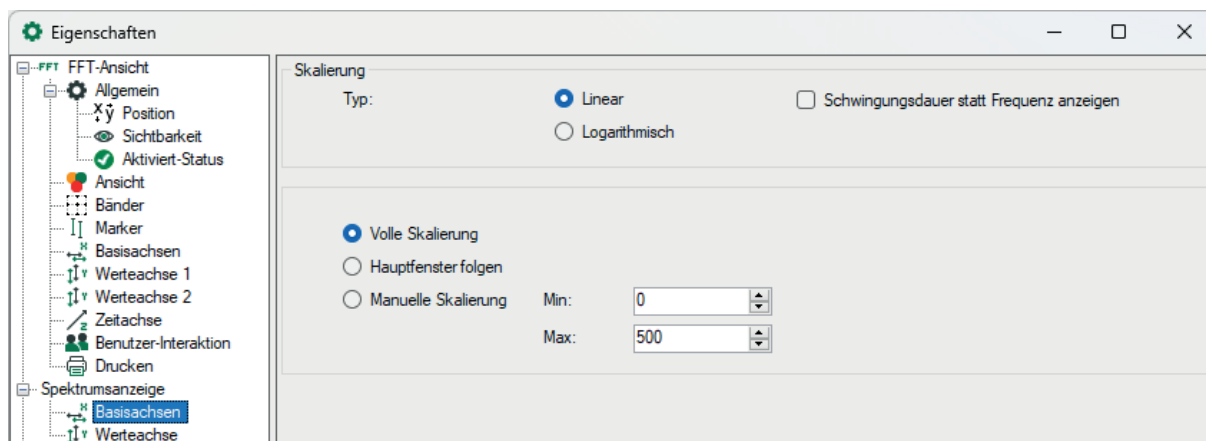 Eigenschaften
FFT FFT-Ansicht
Allgemein
Position
Sichtbarkeit
Aktiviert-Status
Ansicht
Bänder
Marker
Basisachsen
Werteachse 1
Werteachse 2
Zeitachse
Benutzer-Interaktion
Drucken
Spektrumsanzeige
Basisachsen
Werteachse
Skalierung
Typ:
Linear
Schwingungsdauer statt Frequenz anzeigen
Logarithmisch
Volle Skalierung
Hauptfenster folgen
Manuelle Skalierung
Min: 0
Max: 500